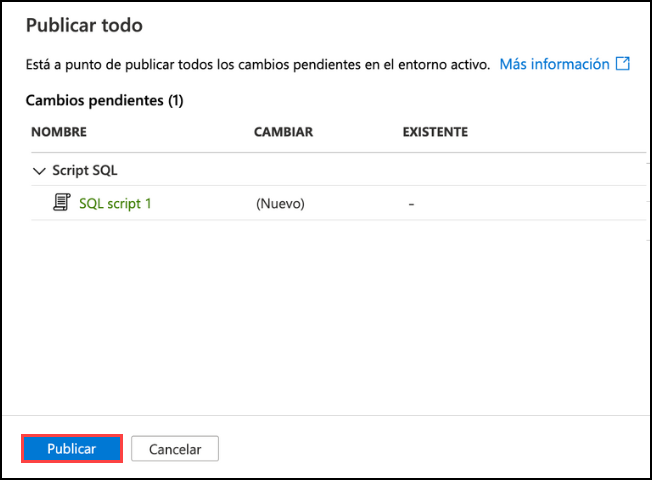 Publicar todo
Está a punto de publicar todos los cambios pendientes en el entorno activo. Más información
Cambios pendientes (1)
NOMBRE CAMBIAR EXISTENTE
Script SQL
SQL script 1 (Nuevo) -
Publicar Cancelar